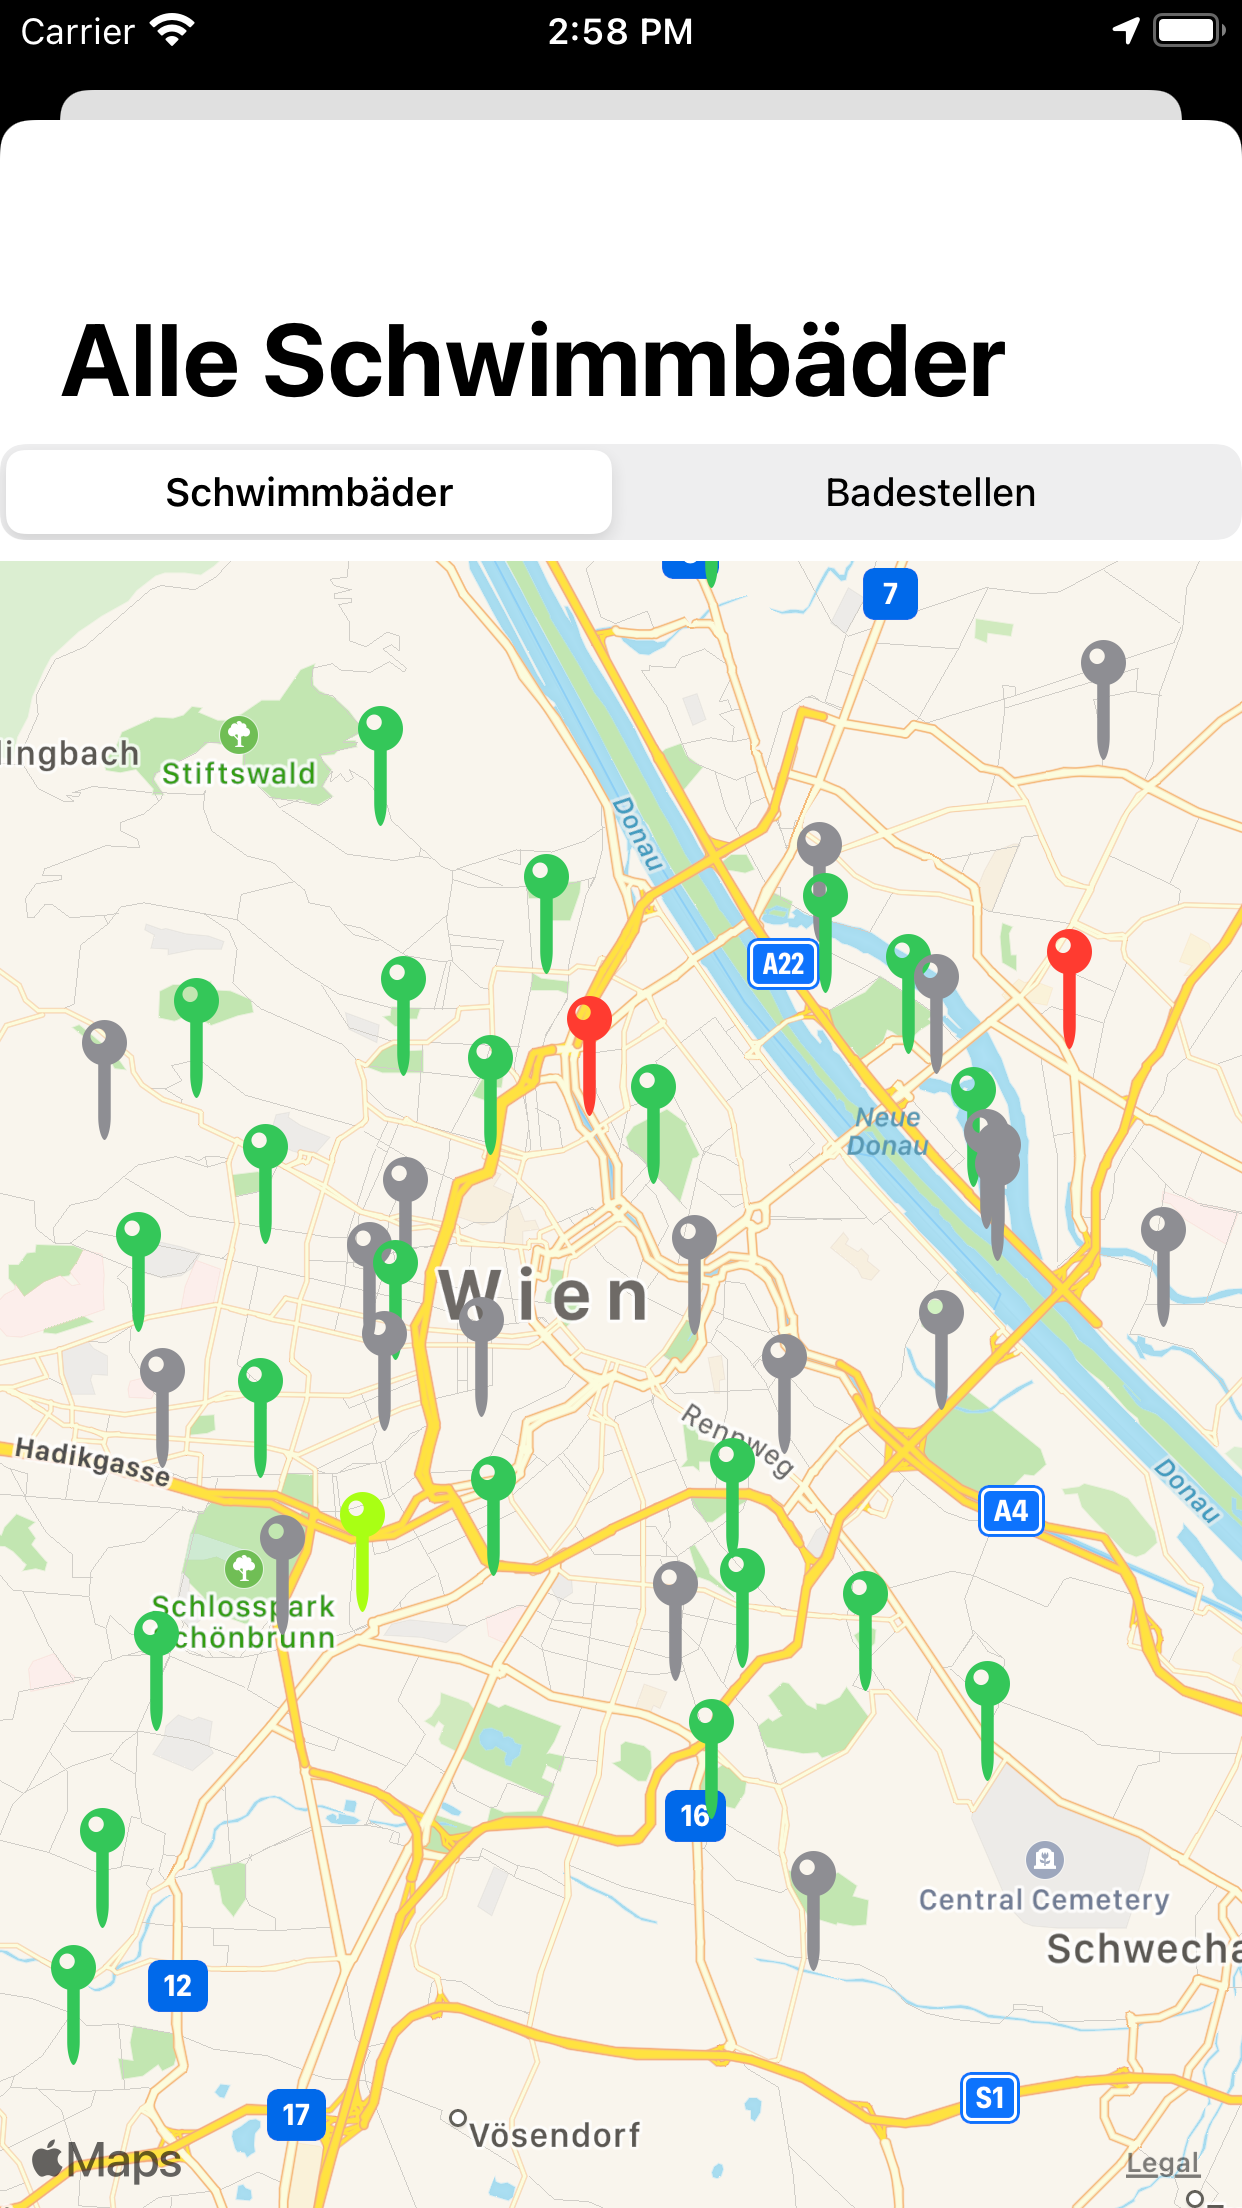 Carrier 2:58 PM
Alle Schwimmbäder
Schwimmbäder Badestellen
7
lingbach
Stiftswald
Donau
A22
Neue
Donau
Wien
Rennweg
Hadikgasse
Donau
A4
Schlosspark
Schönbrunn
16
Central Cemetery
Schwecha
12
S1
17
Vösendorf
Maps
Legal